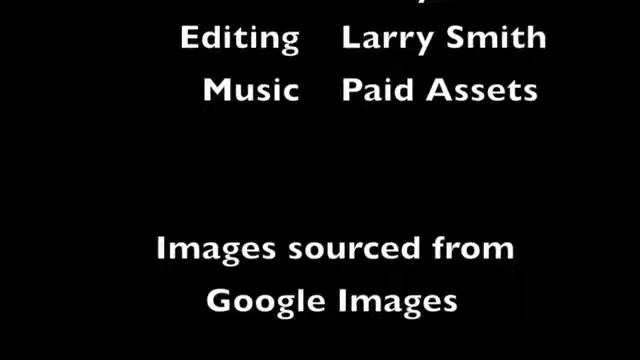 Editing Larry Smith
Music Paid Assets
Images sourced from
Google Images